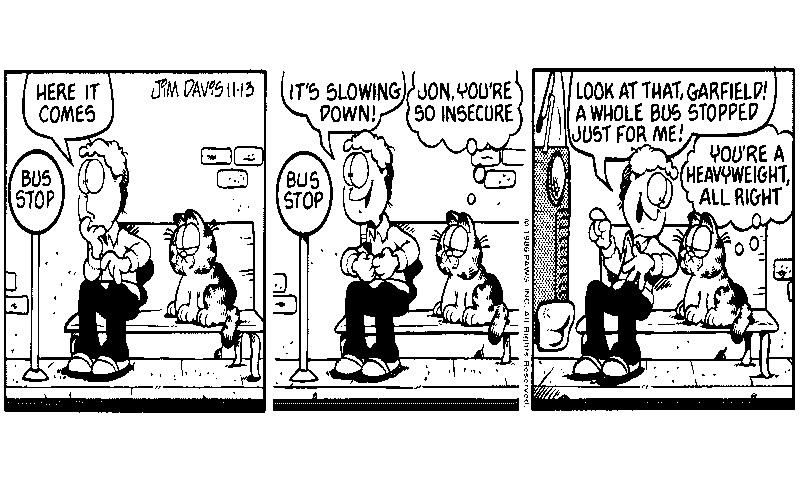 HERE IT
COMES
JIM DAVIS 11-13
BUS
STOP
IT'S SLOWING
DOWN!
JON, YOU'RE
SO INSECURE
BUS
STOP
© 1986 PAWS, INC. All Rights Reserved.
LOOK AT THAT, GARFIELD!
A WHOLE BUS STOPPED
JUST FOR ME!
YOU'RE A
HEAVYWEIGHT,
ALL RIGHT